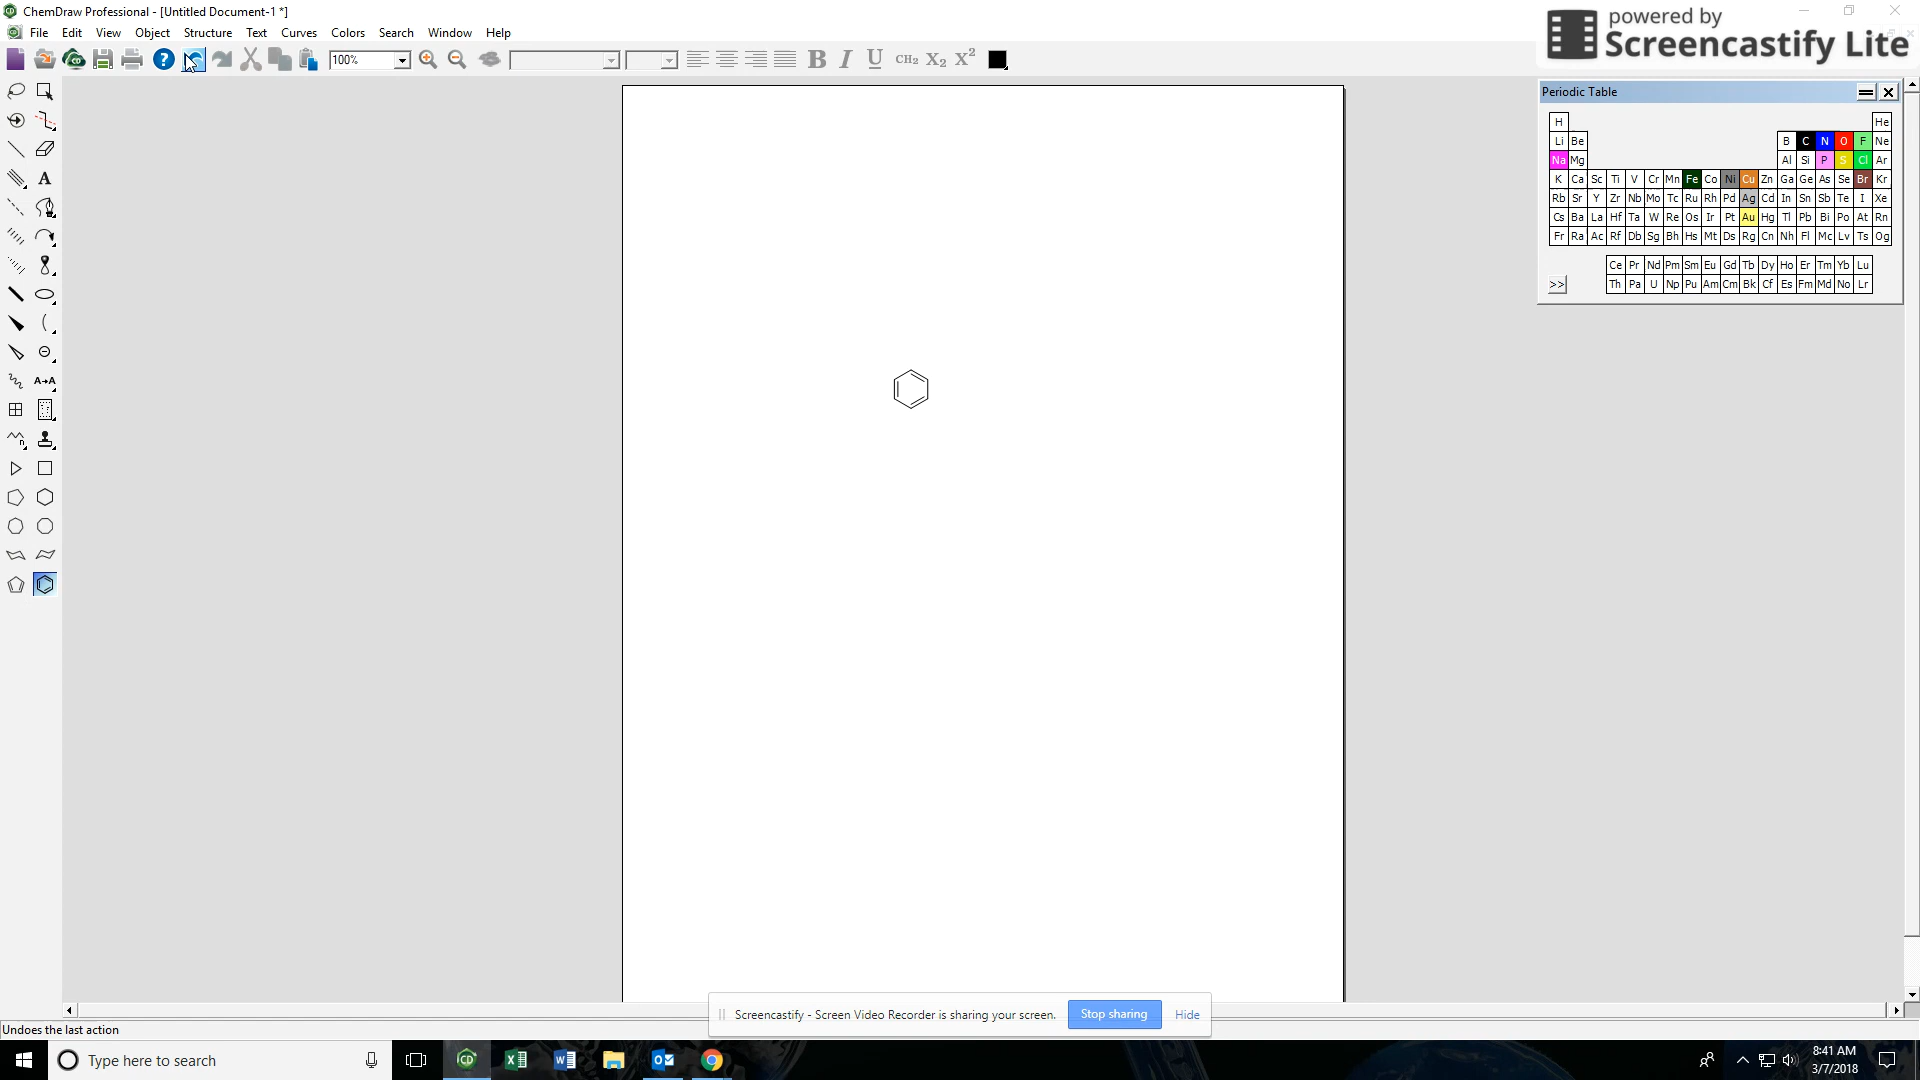 ChemDraw Professional - [Untitled Document-1 *]
powered by
Screencastify Lite
File Edit View Object Structure Text Curves Colors Search Window Help
100%
B I U CH2 X2 X2
Periodic Table
H He
Li Be B C N O F Ne
Na Mg Al Si P S Cl Ar
K Ca Sc Ti V Cr Mn Fe Co Ni Cu Zn Ga Ge As Se Br Kr
Rb Sr Y Zr Nb Mo Tc Ru Rh Pd Ag Cd In Sn Sb Te I Xe
Cs Ba La Hf Ta W Re Os Ir Pt Au Hg Tl Pb Bi Po At Rn
Fr Ra Ac Rf Db Sg Bh Hs Mt Ds Rg Cn Nh Fl Mc Lv Ts Og
Ce Pr Nd Pm Sm Eu Gd Tb Dy Ho Er Tm Yb Lu
>> Th Pa U Np Pu Am Cm Bk Cf Es Fm Md No Lr
A
A→A
n
Screencastify - Screen Video Recorder is sharing your screen. Stop sharing Hide
Undoes the last action
Type here to search
8:41 AM
3/7/2018